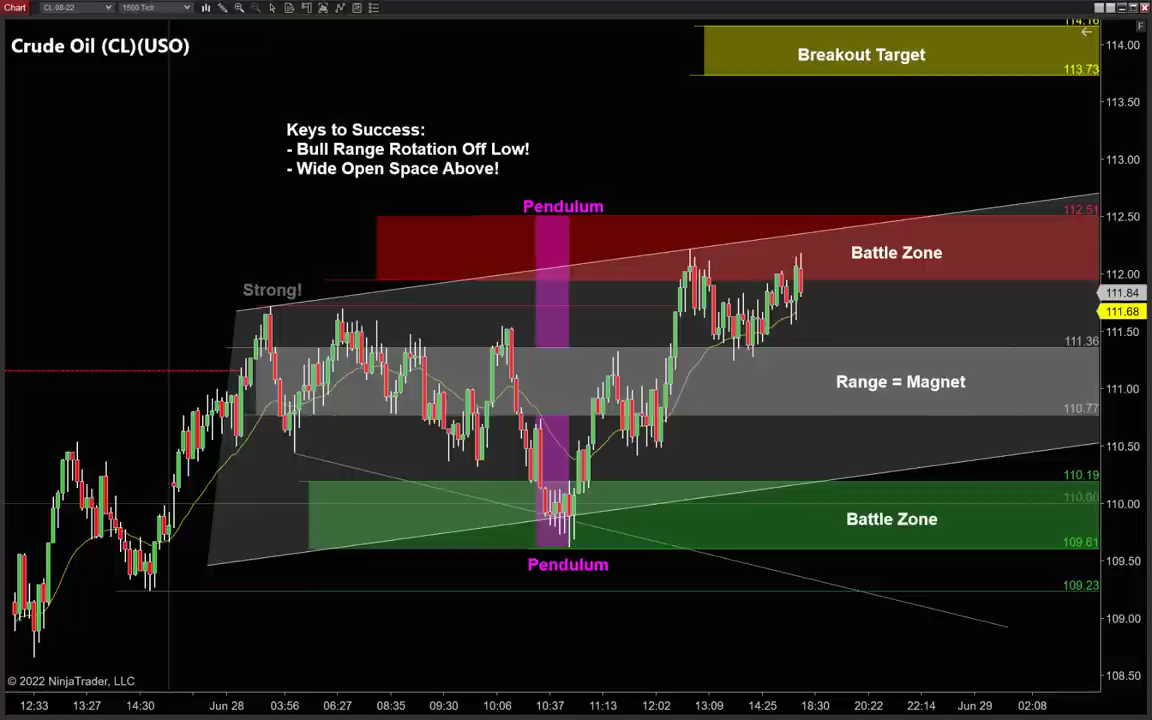 Chart
CL 08-22
1500 Tick
Crude Oil (CL)(USO)
F
114.16
Breakout Target
113.73
Keys to Success:
- Bull Range Rotation Off Low!
- Wide Open Space Above!
Pendulum
112.51
Battle Zone
Strong!
111.36
Range = Magnet
110.77
110.19
110.00
Battle Zone
109.61
Pendulum
109.23
114.00
113.50
113.00
112.50
112.00
111.84
111.68
111.50
111.00
110.50
110.00
109.50
109.00
108.50
© 2022 NinjaTrader, LLC
12:33 13:27 14:30 Jun 28 03:56 06:27 08:35 09:30 10:06 10:37 11:13 12:02 13:09 14:25 18:30 20:22 22:14 Jun 29 02:08